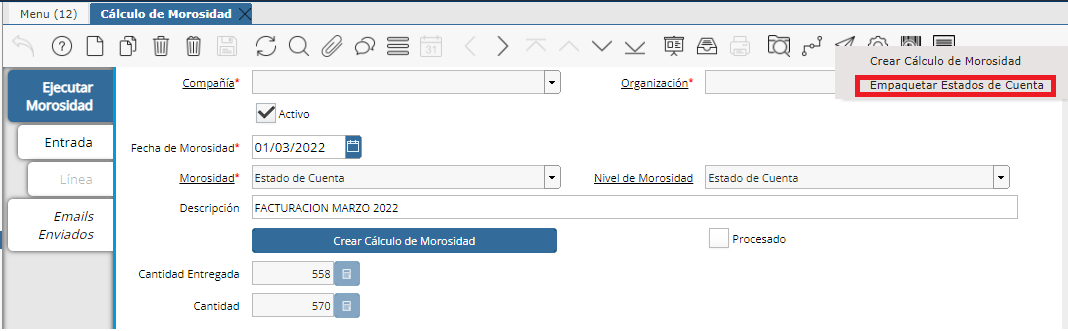 Menu (12)
Cálculo de Morosidad
31
Crear Cálculo de Morosidad
Empaquetar Estados de Cuenta
Ejecutar
Morosidad
Entrada
Línea
Emails
Enviados
Compañía*
Organización*
Activo
Fecha de Morosidad* 01/03/2022
Morosidad* Estado de Cuenta
Nivel de Morosidad Estado de Cuenta
Descripción FACTURACION MARZO 2022
Crear Cálculo de Morosidad
Procesado
Cantidad Entregada 558
Cantidad 570